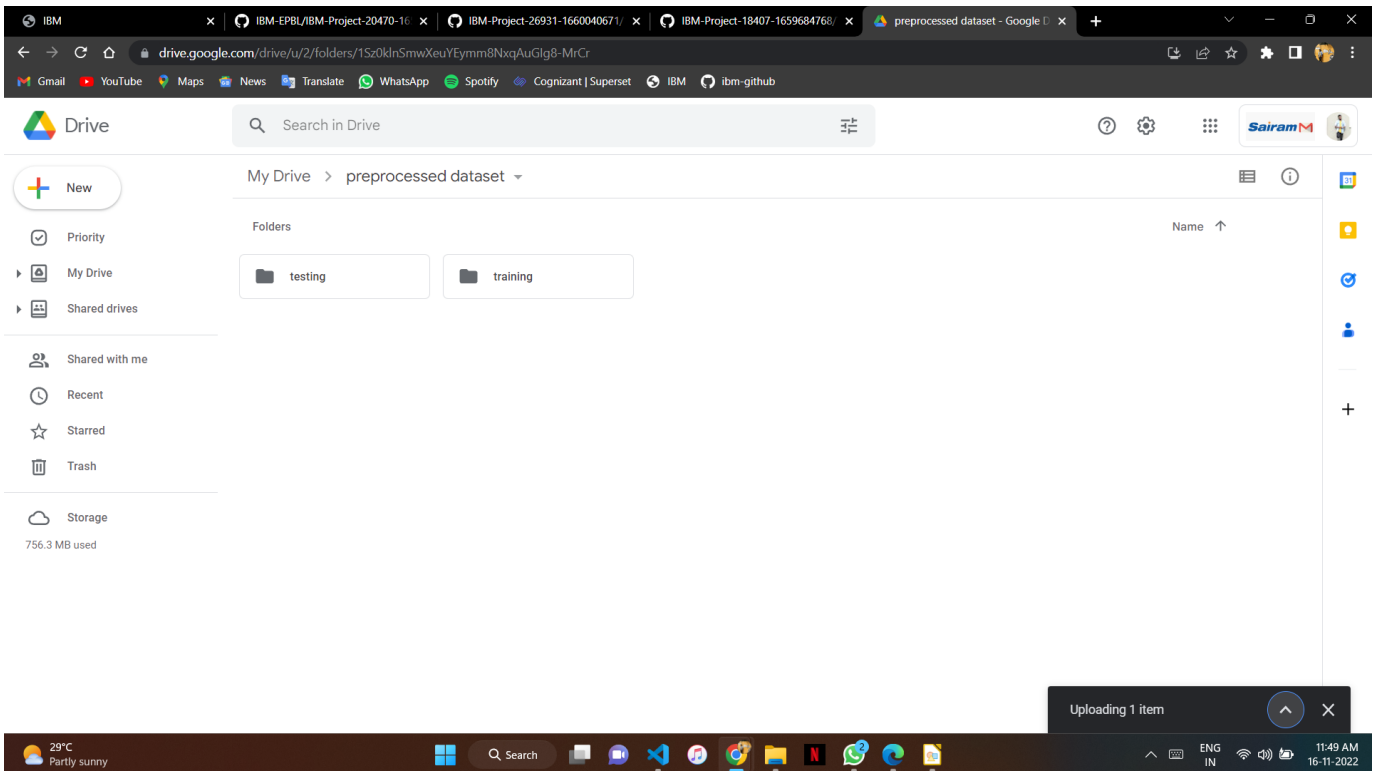 IBM
IBM-EPBL/IBM-Project-20470-16
IBM-Project-26931-1660040671/
IBM-Project-18407-1659684768/
preprocessed dataset - Google D
drive.google.com/drive/u/2/folders/1Sz0klnSmwXeuYEymm8NxqAuGIg8-MrCr
Gmail YouTube Maps News Translate WhatsApp Spotify Cognizant | Superset IBM ibm-github
Drive
Search in Drive
Sairam
New
My Drive > preprocessed dataset
31
Priority
Folders
Name
My Drive
testing
training
Shared drives
Shared with me
Recent
Starred
Trash
Storage
756.3 MB used
Uploading 1 item
29°C
Partly sunny
Search
2
ENG
IN
11:49 AM
16-11-2022